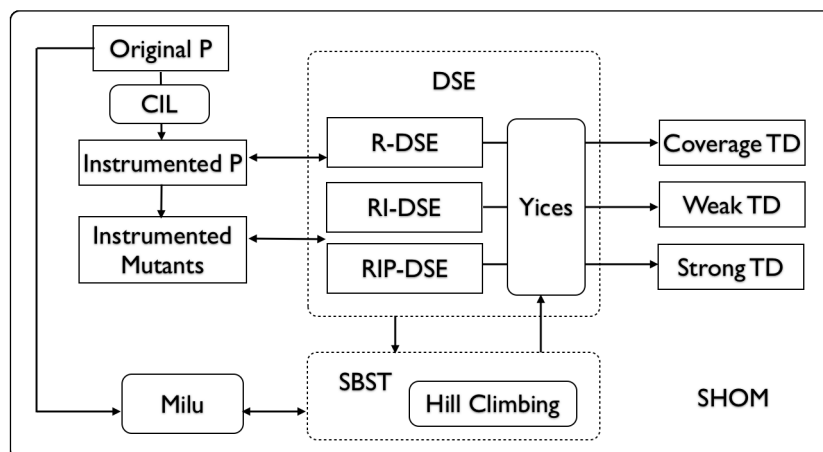 Original P
CIL
Instrumented P
Instrumented
Mutants
DSE
R-DSE
RI-DSE
RIP-DSE
Yices
Coverage TD
Weak TD
Strong TD
Milu
SBST
Hill Climbing
SHOM